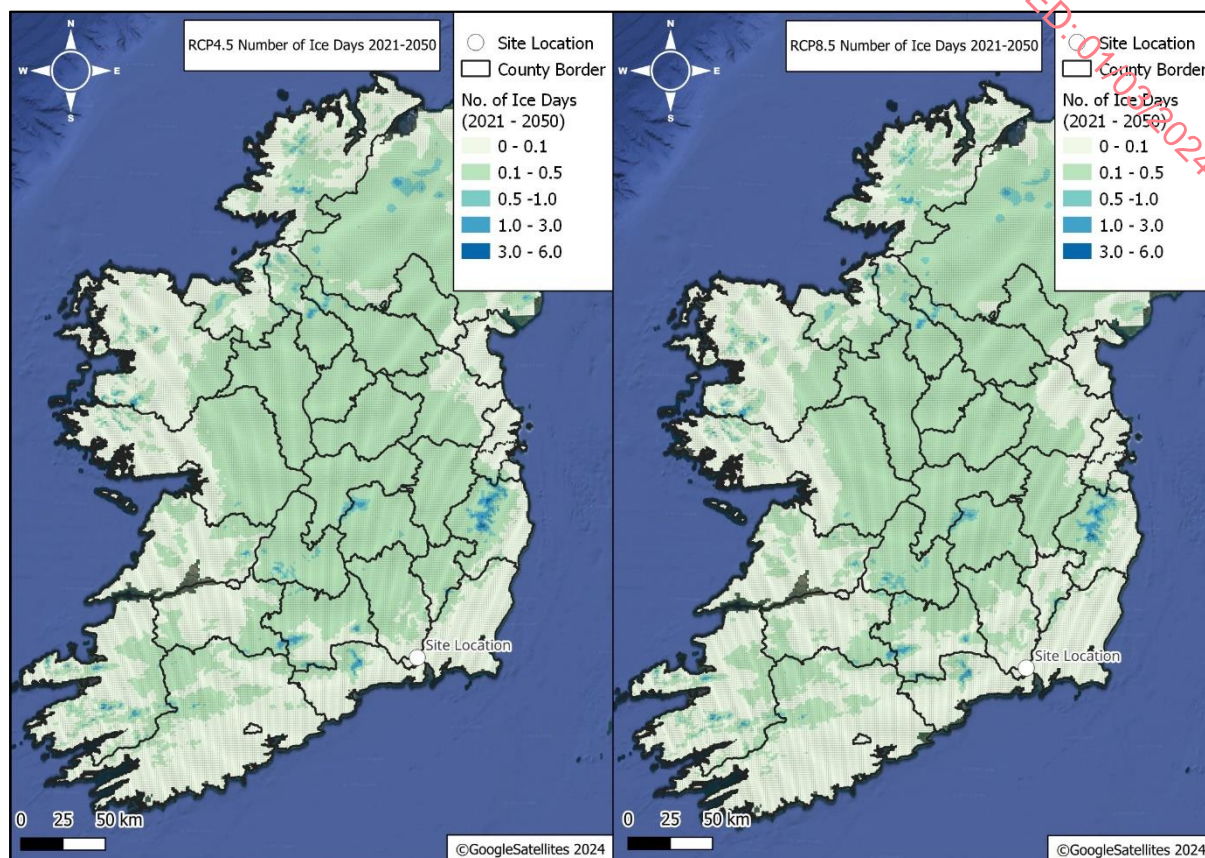 N
W E
S
RCP4.5 Number of Ice Days 2021-2050
Site Location
County Border
No. of Ice Days
(2021 - 2050)
0 - 0.1
0.1 - 0.5
0.5 -1.0
1.0 - 3.0
3.0 - 6.0
Site Location
0 25 50 km
©GoogleSatellites 2024
N
W E
S
RCP8.5 Number of Ice Days 2021-2050
Site Location
County Border
No. of Ice Days
(2021 - 2050)
0 - 0.1
0.1 - 0.5
0.5 -1.0
1.0 - 3.0
3.0 - 6.0
Site Location
0 25 50 km
©GoogleSatellites 2024
ED: 01/03/2024